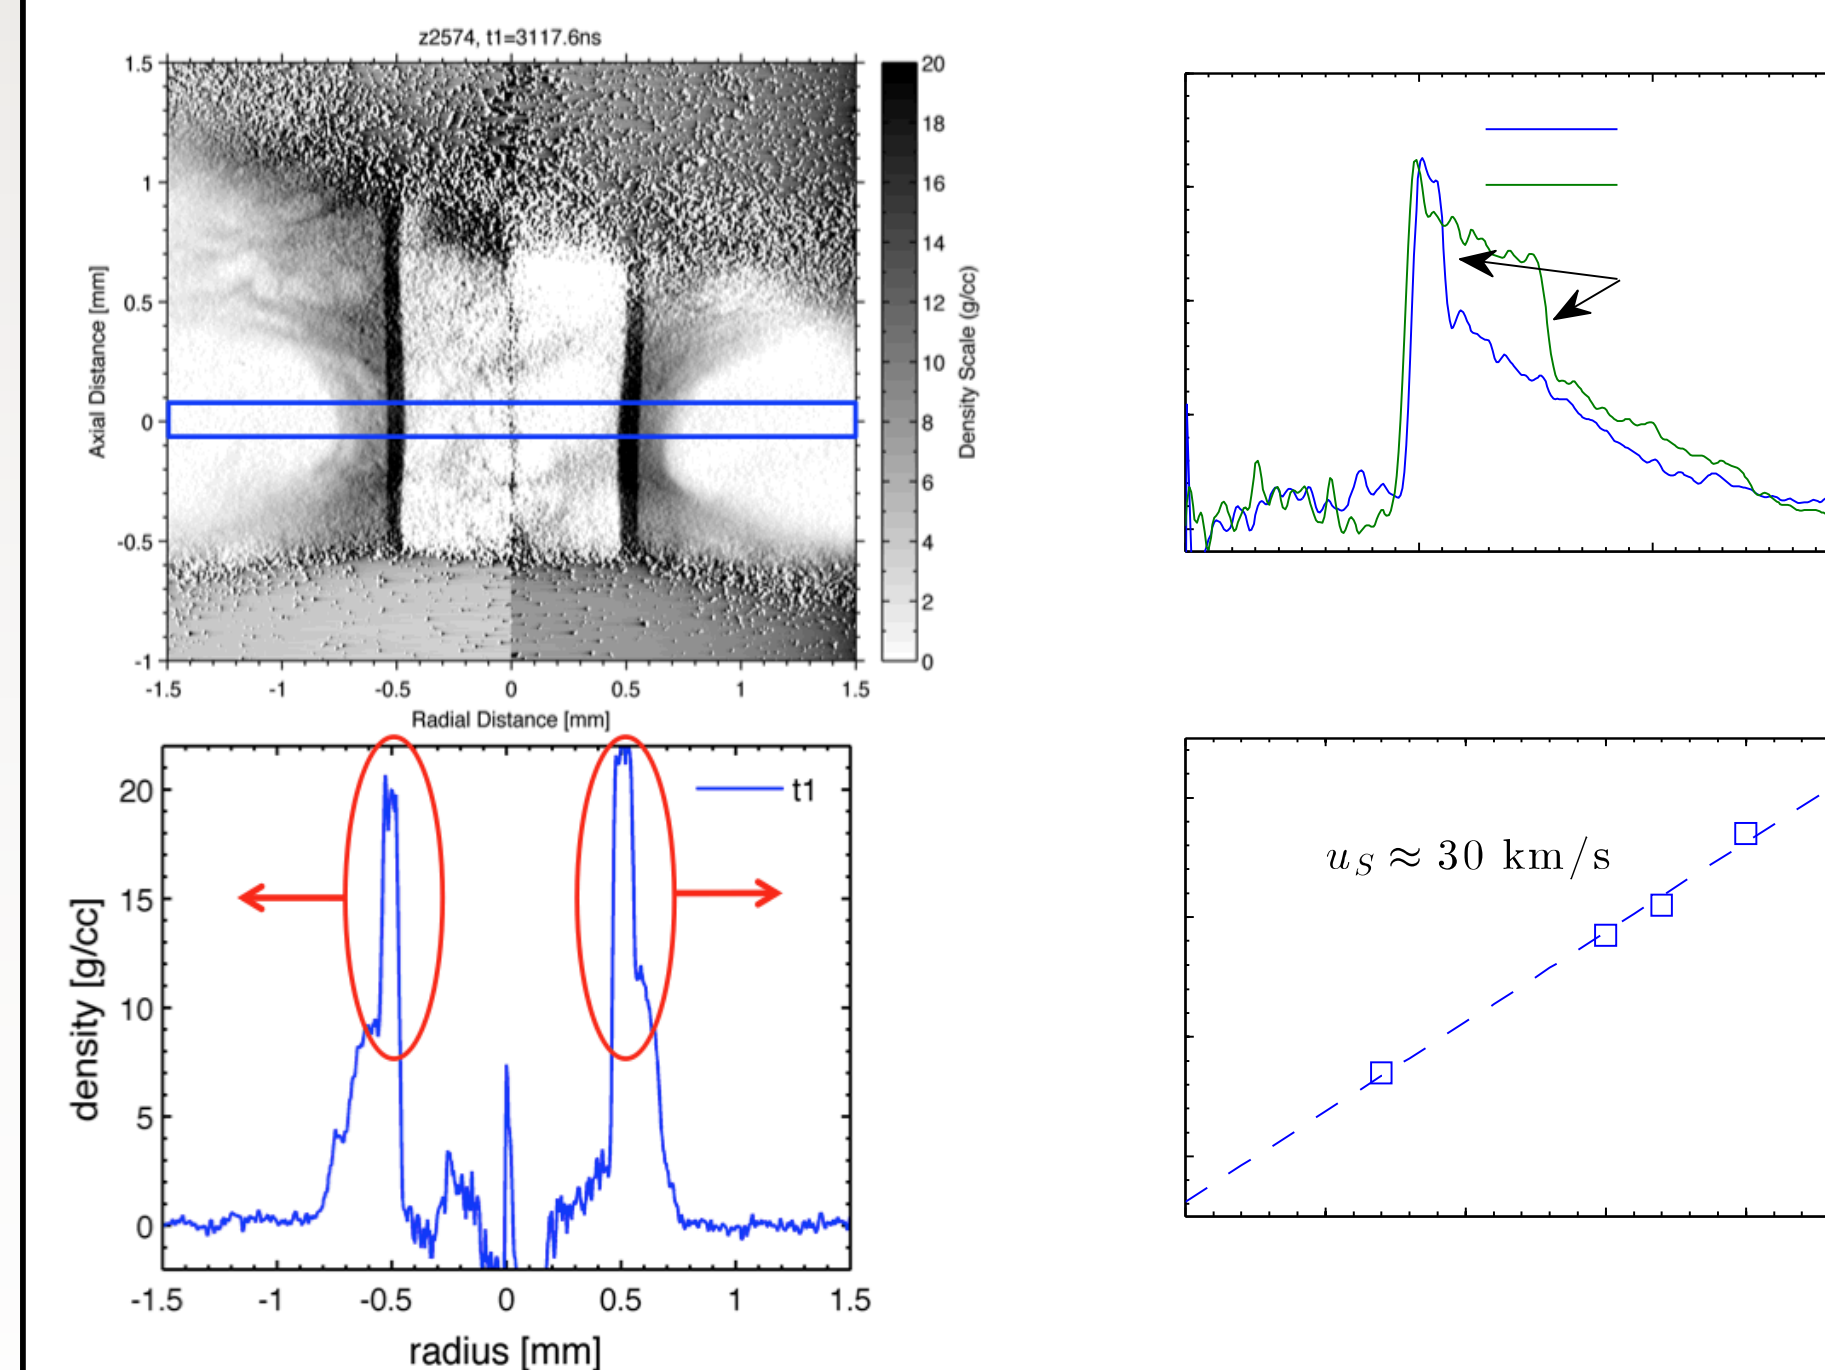 z2574, t1=3117.6ns
1.5
1
0.5
0
-0.5
-1
Axial Distance [mm]
-1.5 -1 -0.5 0 0.5 1 1.5
Radial Distance [mm]
20
18
16
14
12
10
8
6
4
2
0
Density Scale (g/cc)
t1
20
15
10
5
0
density [g/cc]
-1.5 -1 -0.5 0 0.5 1 1.5
radius [mm]
u_S ≈ 30 km/s